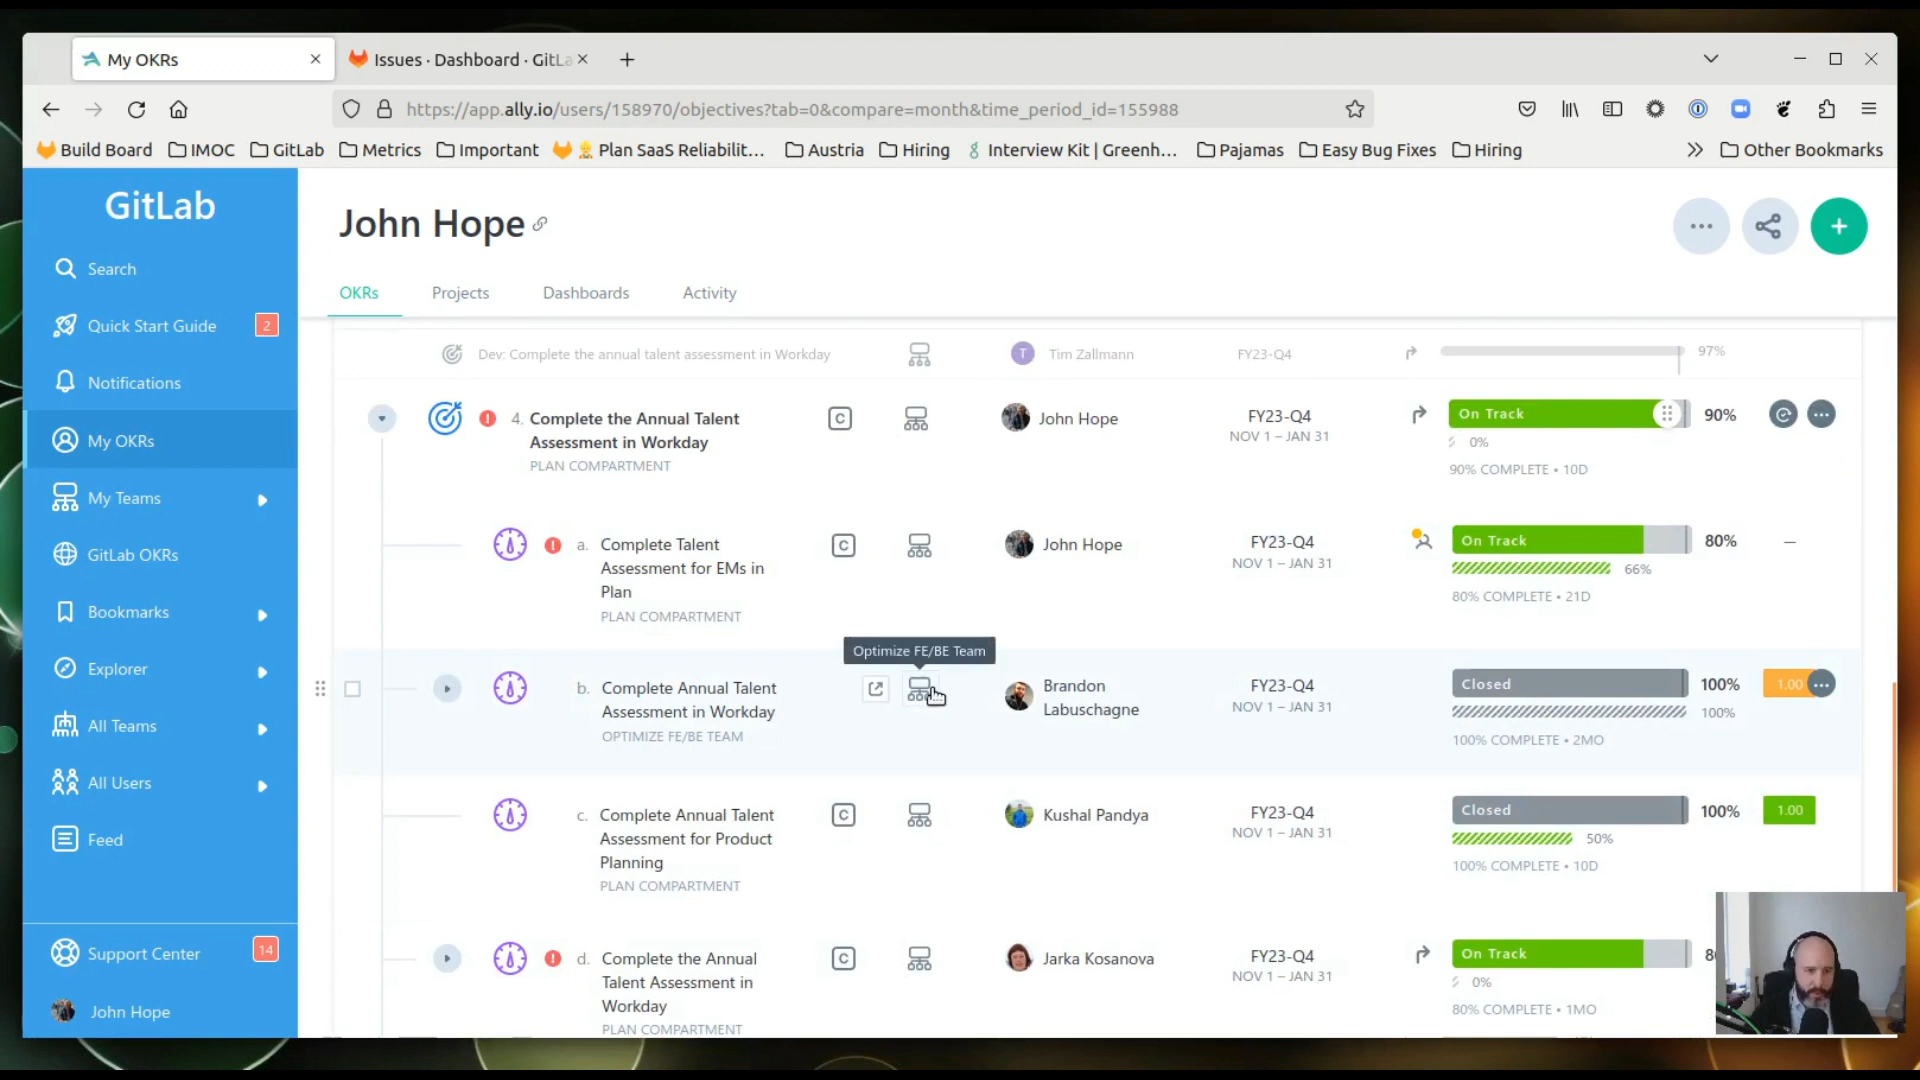 My OKRs
Issues · Dashboard · GitLa
https://app.ally.io/users/158970/objectives?tab=0&compare=month&time_period_id=155988
Build Board
IMOC
GitLab
Metrics
Important
Plan SaaS Reliabilit...
Austria
Hiring
Interview Kit | Greenh...
Pajamas
Easy Bug Fixes
Hiring
Other Bookmarks
GitLab
Search
Quick Start Guide
2
Notifications
My OKRs
My Teams
GitLab OKRs
Bookmarks
Explorer
All Teams
All Users
Feed
Support Center
14
John Hope
John Hope
OKRs
Projects
Dashboards
Activity
Dev: Complete the annual talent assessment in Workday
T
Tim Zallmann
FY23-Q4
97%
4. Complete the Annual Talent
Assessment in Workday
PLAN COMPARTMENT
C
John Hope
FY23-Q4
NOV 1 – JAN 31
On Track
90%
0%
90% COMPLETE • 10D
a. Complete Talent
Assessment for EMs in
Plan
PLAN COMPARTMENT
C
John Hope
FY23-Q4
NOV 1 – JAN 31
On Track
80%
66%
80% COMPLETE • 21D
Optimize FE/BE Team
b. Complete Annual Talent
Assessment in Workday
OPTIMIZE FE/BE TEAM
Brandon
Labuschagne
FY23-Q4
NOV 1 – JAN 31
Closed
100%
1.00
100%
100% COMPLETE • 2MO
c. Complete Annual Talent
Assessment for Product
Planning
PLAN COMPARTMENT
C
Kushal Pandya
FY23-Q4
NOV 1 – JAN 31
Closed
100%
1.00
50%
100% COMPLETE • 10D
d. Complete the Annual
Talent Assessment in
Workday
PLAN COMPARTMENT
C
Jarka Kosanova
FY23-Q4
NOV 1 – JAN 31
On Track
8
0%
80% COMPLETE • 1MO